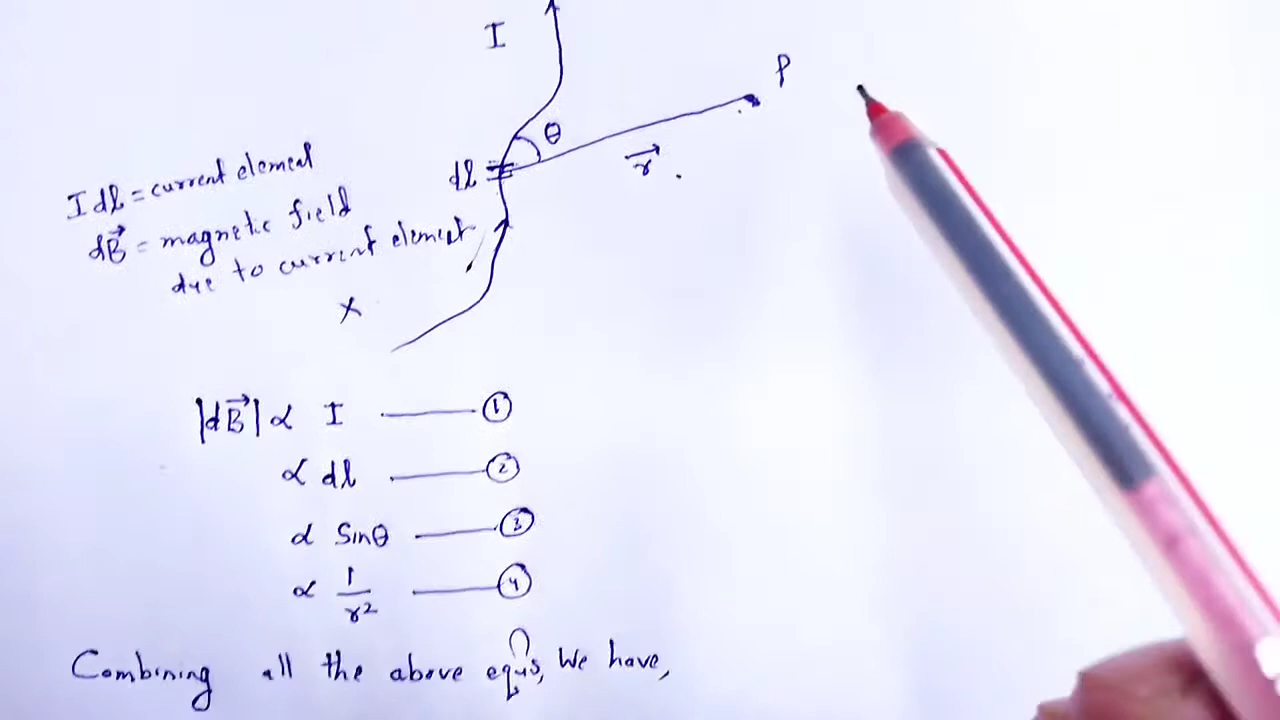 I
P
θ
dl
r⃗
Idl = current element
dB⃗ = magnetic field
due to current element
x
|dB⃗| ∝ I ——— ①
∝ dl ——— ②
∝ Sinθ ——— ③
∝ 1/r² ——— ④
Combining all the above eqns, We have,